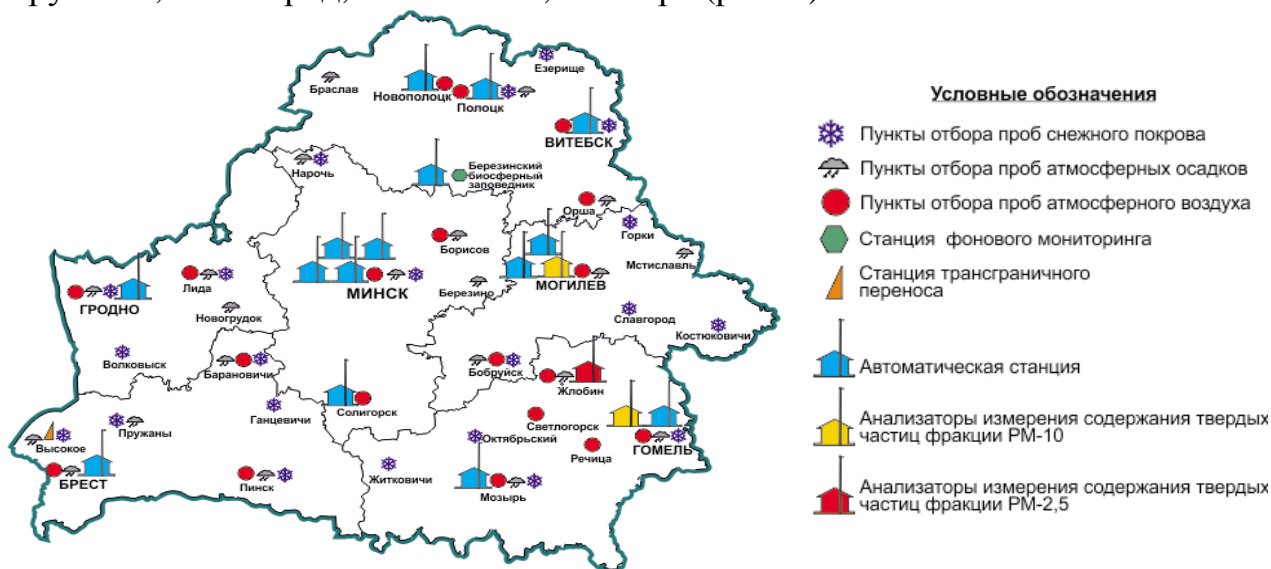 Езерище
Браслав
Новополоцк
Полоцк
ВИТЕБСК
Нарочь
Березинский
биосферный
заповедник
Орша
Горки
Борисов
Мстиславль
МИНСК
Березино
МОГИЛЕВ
Лида
ГРОДНО
Новогрудок
Славгород
Костюковичи
Волковыск
Барановичи
Бобруйск
Жлобин
Ганцевичи
Солигорск
Светлогорск
Пружаны
Высокое
Октябрьский
Речица
ГОМЕЛЬ
БРЕСТ
Пинск
Житковичи
Мозырь
Условные обозначения
Пункты отбора проб снежного покрова
Пункты отбора проб атмосферных осадков
Пункты отбора проб атмосферного воздуха
Станция фонового мониторинга
Станция трансграничного
переноса
Автоматическая станция
Анализаторы измерения содержания твердых
частиц фракции РМ-10
Анализаторы измерения содержания твердых
частиц фракции РМ-2,5